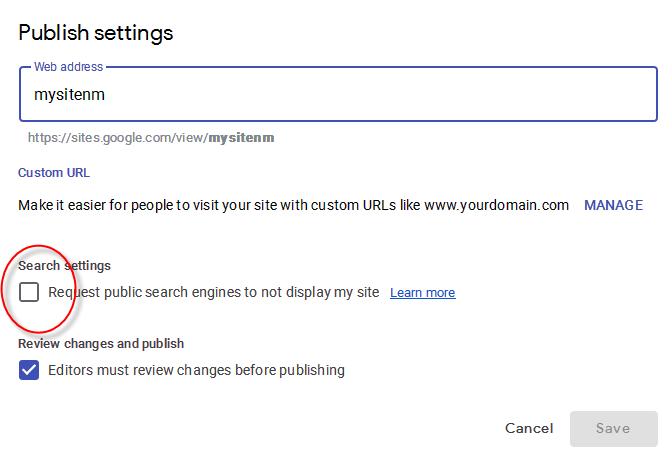 Publish settings
Web address
mysitenm
https://sites.google.com/view/mysitenm
Custom URL
Make it easier for people to visit your site with custom URLs like www.yourdomain.com MANAGE
Search settings
Request public search engines to not display my site Learn more
Review changes and publish
Editors must review changes before publishing
Cancel Save